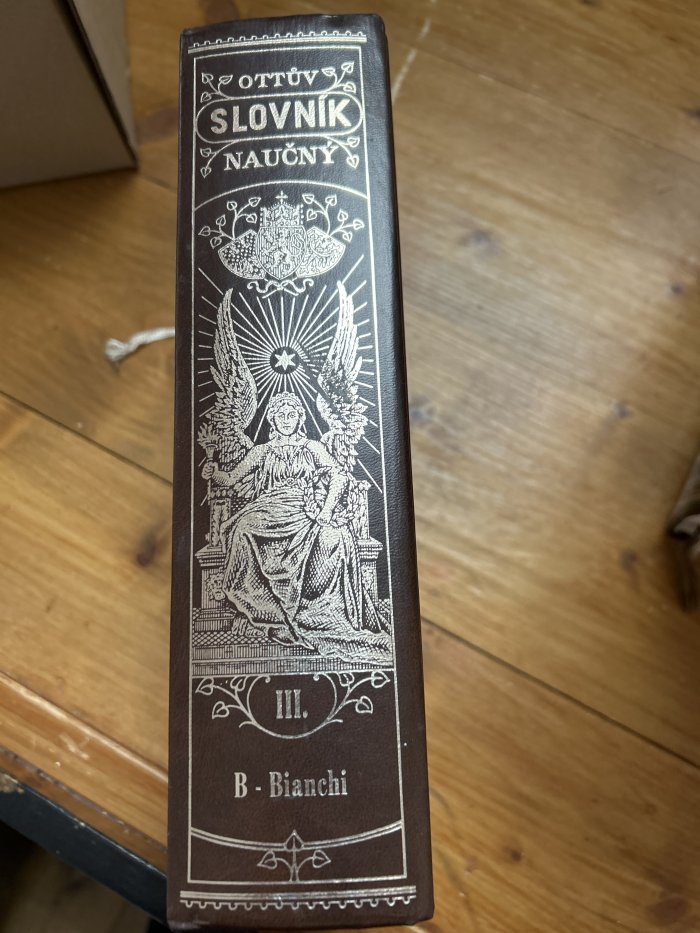 OTTŮV
SLOVNÍK
NAUČNÝ
III.
B - Bianchi